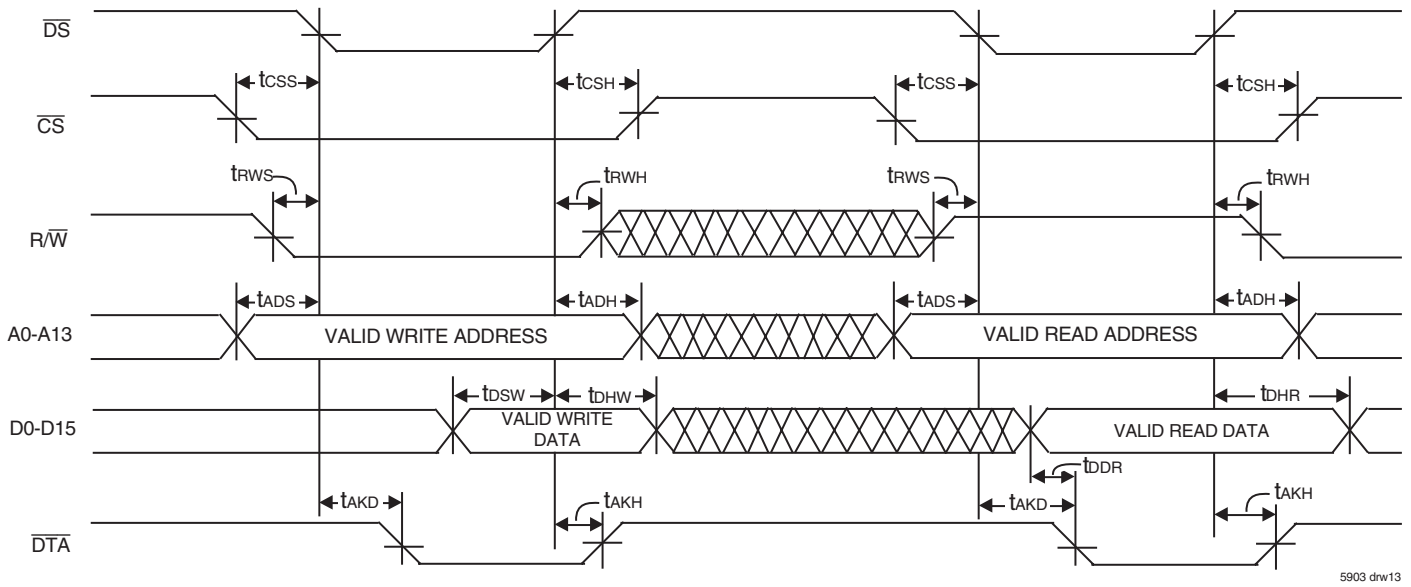 DS
tCSS tCSH tCSS tCSH
CS
tRWS tRWH tRWS tRWH
R/W
tADS tADH tADS tADH
A0-A13 VALID WRITE ADDRESS VALID READ ADDRESS
tDSW tDHW tDHR
D0-D15 VALID WRITE DATA VALID READ DATA
tDDR
tAKD tAKH tAKD tAKH
DTA
5903 drw13